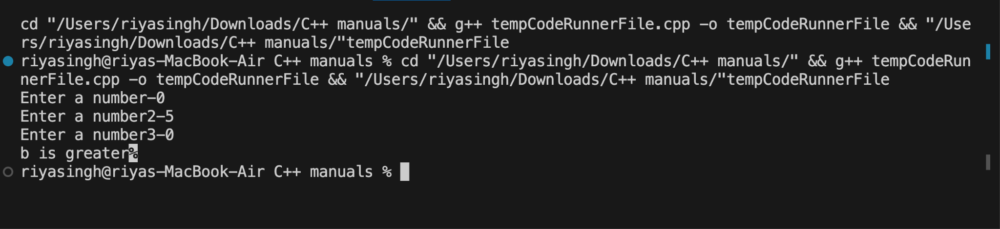 cd "/Users/riyasingh/Downloads/C++ manuals/" && g++ tempCodeRunnerFile.cpp -o tempCodeRunnerFile && "/Use
rs/riyasingh/Downloads/C++ manuals/"tempCodeRunnerFile
riyasingh@riyas-MacBook-Air C++ manuals % cd "/Users/riyasingh/Downloads/C++ manuals/" && g++ tempCodeRun
nerFile.cpp -o tempCodeRunnerFile && "/Users/riyasingh/Downloads/C++ manuals/"tempCodeRunnerFile
Enter a number-0
Enter a number2-5
Enter a number3-0
b is greater%
riyasingh@riyas-MacBook-Air C++ manuals %